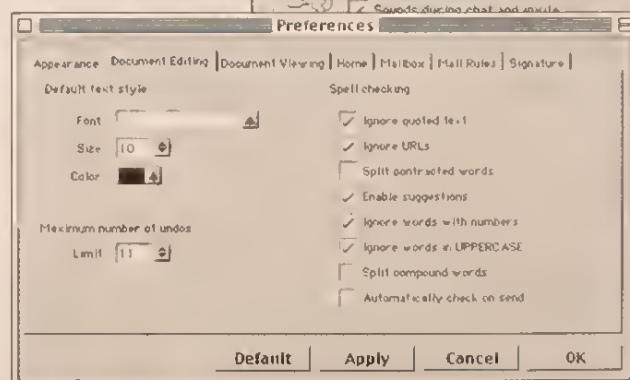 Sounds during chat and invite
Preferences
Appearance Document Editing Document Viewing Home Mailbox Mail Rules Signature
Default text style
Font
Size 10
Color
Maximum number of undos
Limit
Spell checking
Ignore quoted text
Ignore URLs
Split contracted words
Enable suggestions
Ignore words with numbers
Ignore words in UPPERCASE
Split compound words
Automatically check on send
Default Apply Cancel OK